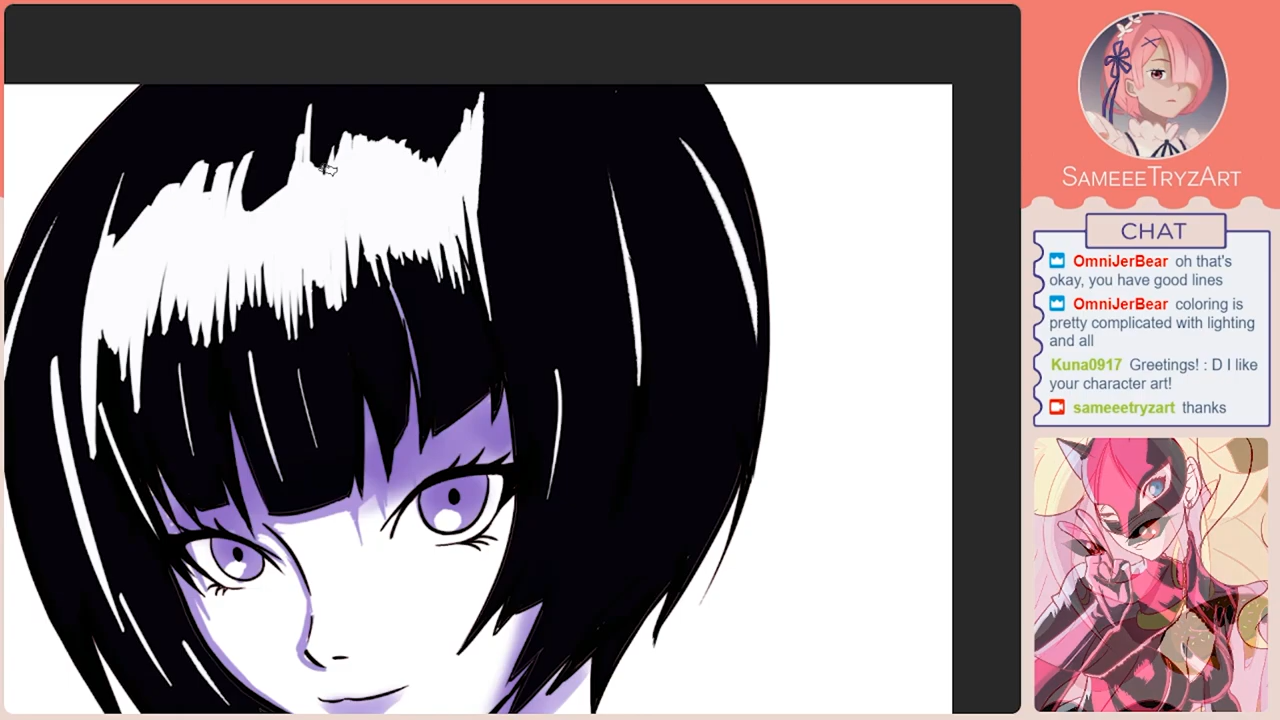 SAMEEETRYZART
CHAT
OmniJerBear oh that's
okay, you have good lines
OmniJerBear coloring is
pretty complicated with lighting
and all
Kuna0917 Greetings! : D I like
your character art!
sameeetryzart thanks